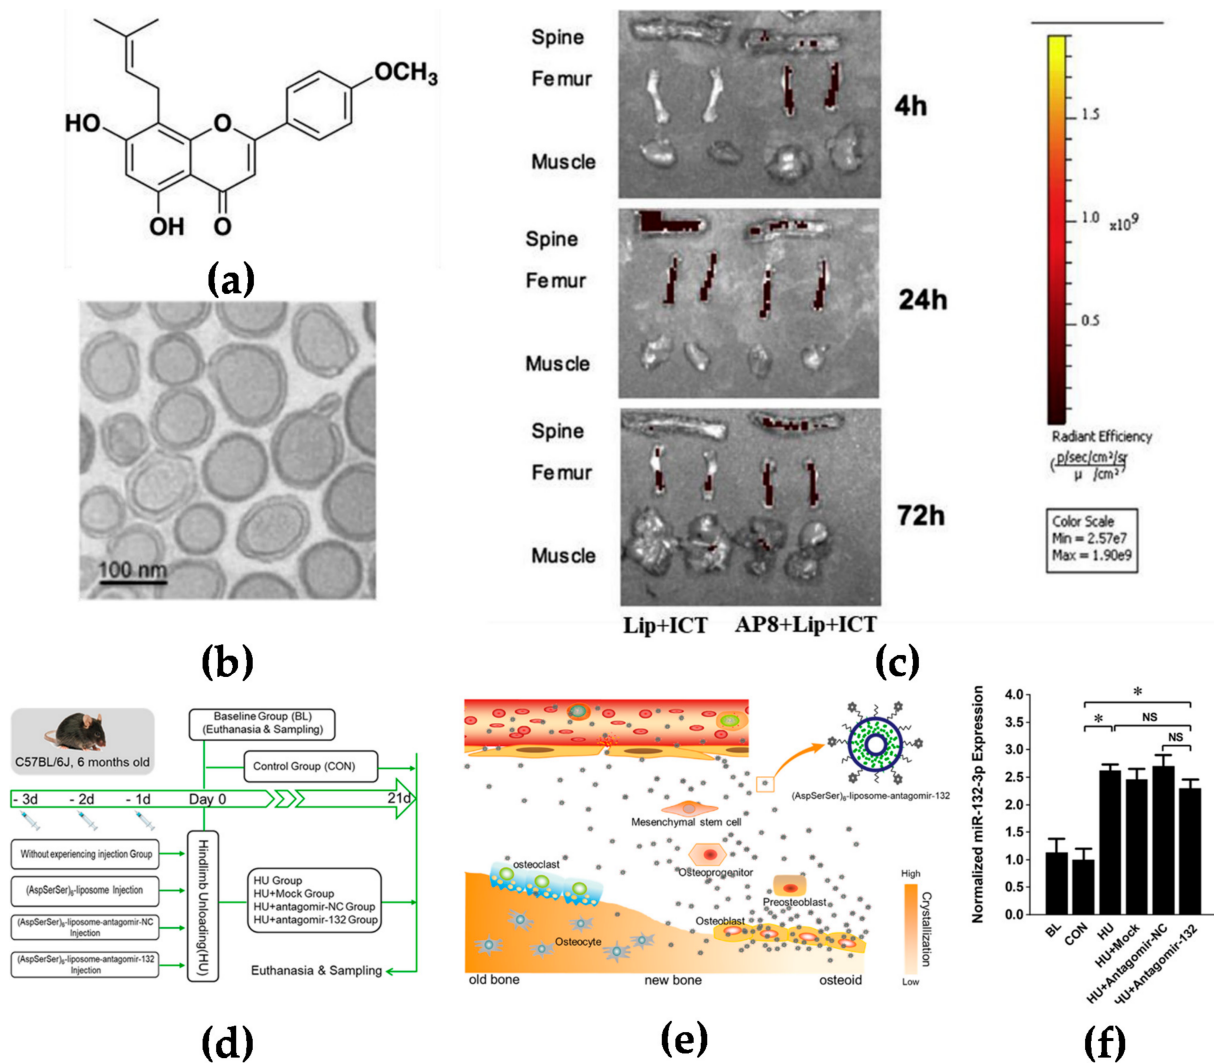 OCH3
HO
O
OH
O
(a)
100 nm
(b)
Spine
Femur
Muscle
4h
Spine
Femur
Muscle
24h
Spine
Femur
Muscle
72h
Lip+ICT
AP8+Lip+ICT
1.5
1.0
x10^9
0.5
Radiant Efficiency
(p/sec/cm²/sr
μ /cm²)
Color Scale
Min = 2.57e7
Max = 1.90e9
(c)
C57BL/6J, 6 months old
Baseline Group (BL)
(Euthanasia & Sampling)
Control Group (CON)
- 3d
- 2d
- 1d
Day 0
21d
Without experiencing injection Group
(AspSerSer)6-liposome Injection
(AspSerSer)6-liposome-antagomir-NC
Injection
(AspSerSer)6-liposome-antagomir-132
Injection
Hindlimb Unloading(HU)
HU Group
HU+Mock Group
HU+antagomir-NC Group
HU+antagomir-132 Group
Euthanasia & Sampling
(d)
(AspSerSer)6-liposome-antagomir-132
Mesenchymal stem cell
Osteoprogenitor
Preosteoblast
Osteoblast
osteoclast
Osteocyte
old bone
new bone
osteoid
High
Crystallization
Low
(e)
Normalized miR-132-3p Expression
4.0
3.5
3.0
2.5
2.0
1.5
1.0
0.5
0.0
*
*
NS
NS
BL
CON
HU
HU+Mock
HU+Antagomir-NC
HU+Antagomir-132
(f)